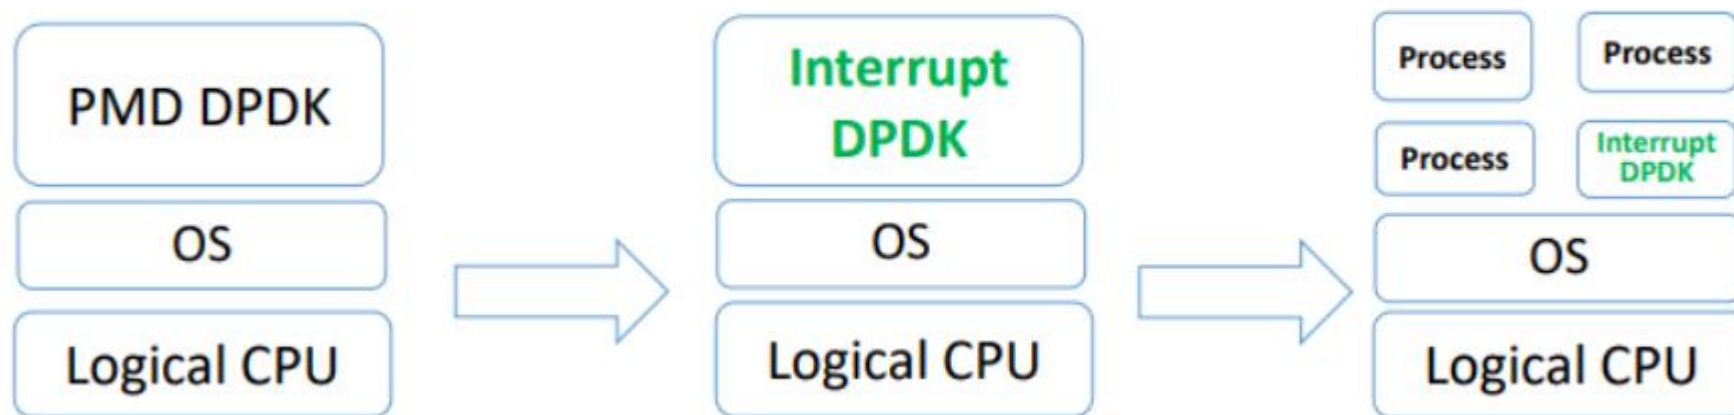 PMD DPDK
OS
Logical CPU
Interrupt
DPDK
OS
Logical CPU
Process
Process
Process
Interrupt
DPDK
OS
Logical CPU